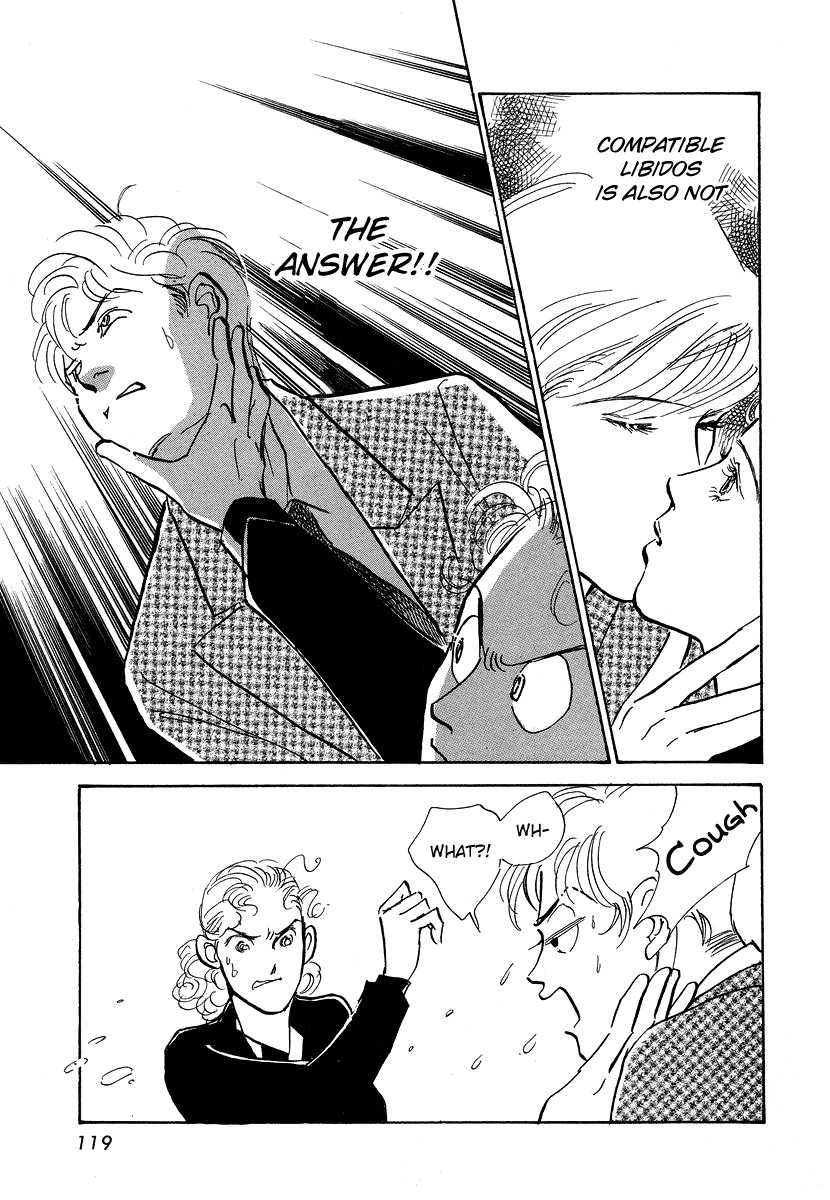 COMPATIBLE
LIBIDOS
IS ALSO NOT
THE
ANSWER!!
Cough
WH-
WHAT?!
119